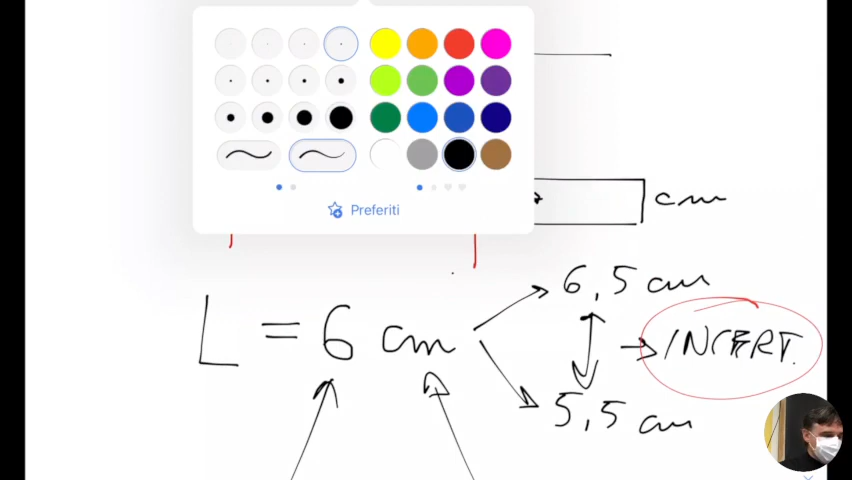 Preferiti
cm
6,5 cm
L = 6 cm
INCERT.
5,5 cm